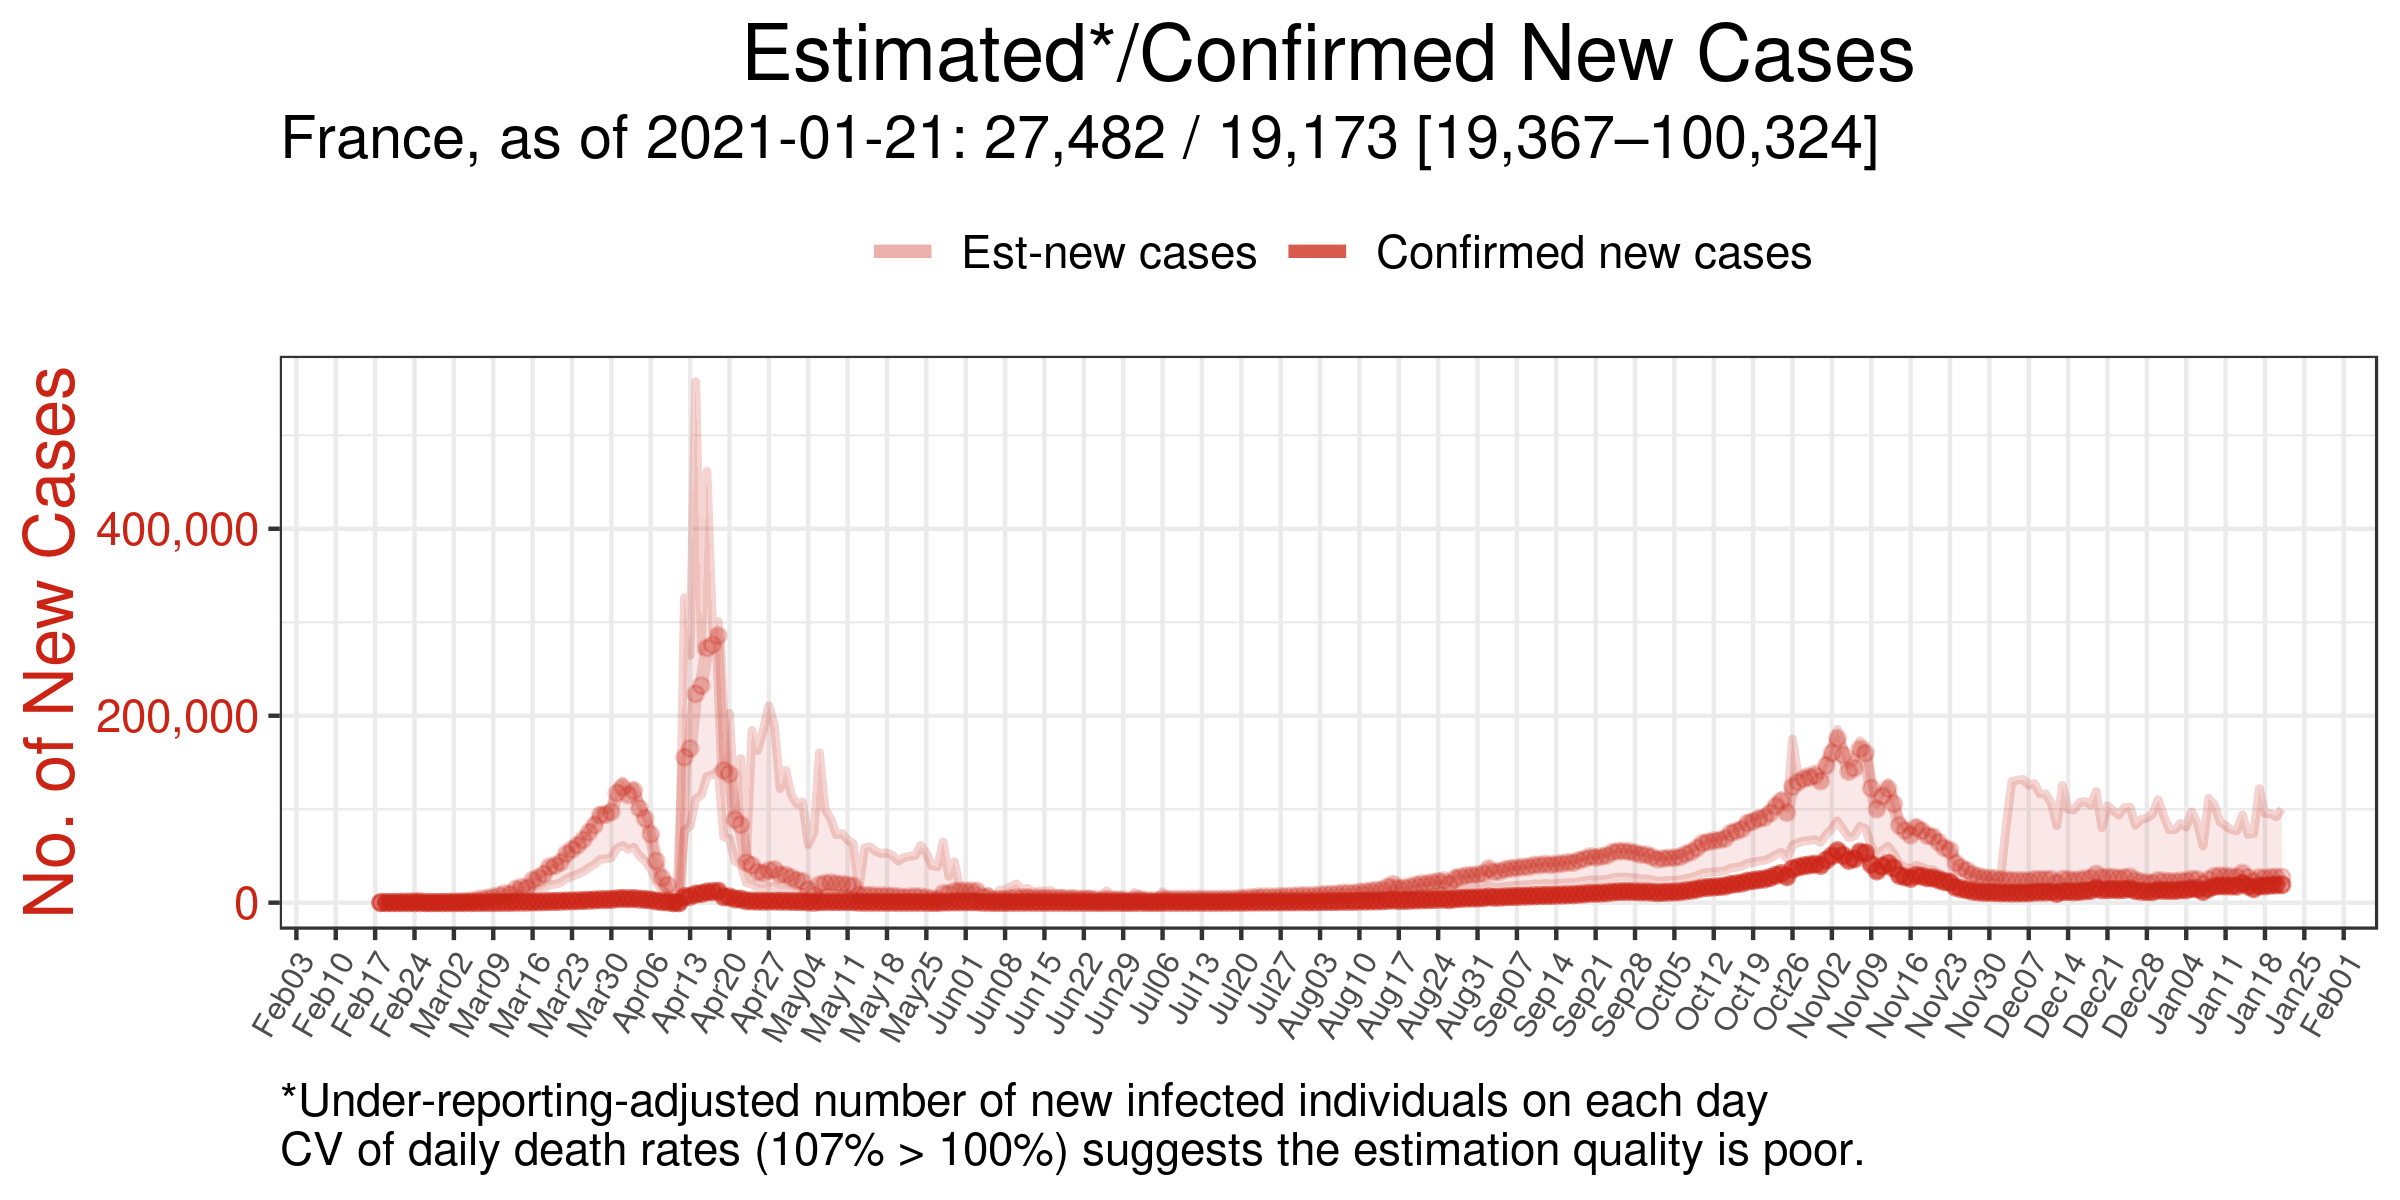 Estimated*/Confirmed New Cases
France, as of 2021-01-21: 27,482 / 19,173 [19,367–100,324]
Est-new cases Confirmed new cases
No. of New Cases
400,000
200,000
0
Feb03 Feb10 Feb17 Feb24 Mar02 Mar09 Mar16 Mar23 Mar30 Apr06 Apr13 Apr20 Apr27 May04 May11 May18 May25 Jun01 Jun08 Jun15 Jun22 Jun29 Jul06 Jul13 Jul20 Jul27 Aug03 Aug10 Aug17 Aug24 Aug31 Sep07 Sep14 Sep21 Sep28 Oct05 Oct12 Oct19 Oct26 Nov02 Nov09 Nov16 Nov23 Nov30 Dec07 Dec14 Dec21 Dec28 Jan04 Jan11 Jan18 Jan25 Feb01
*Under-reporting-adjusted number of new infected individuals on each day
CV of daily death rates (107% > 100%) suggests the estimation quality is poor.